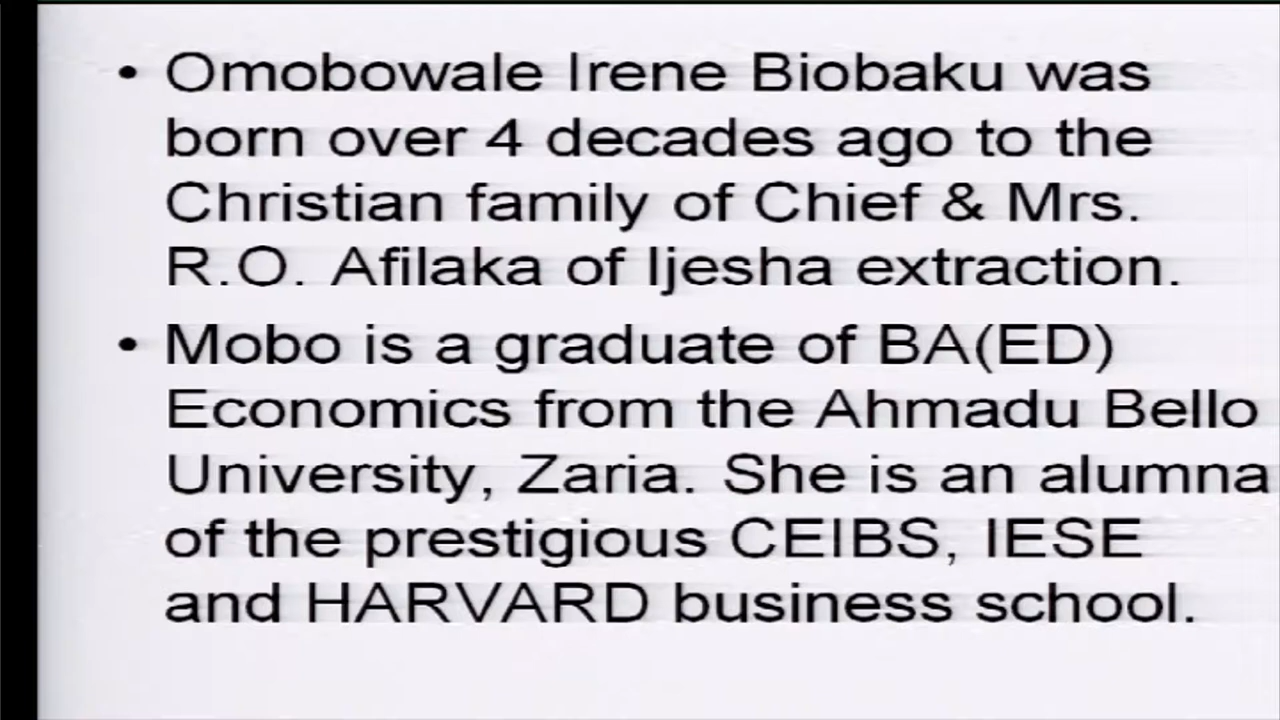 • Omobowale Irene Biobaku was
born over 4 decades ago to the
Christian family of Chief & Mrs.
R.O. Afilaka of Ijesha extraction.
• Mobo is a graduate of BA(ED)
Economics from the Ahmadu Bello
University, Zaria. She is an alumna
of the prestigious CEIBS, IESE
and HARVARD business school.